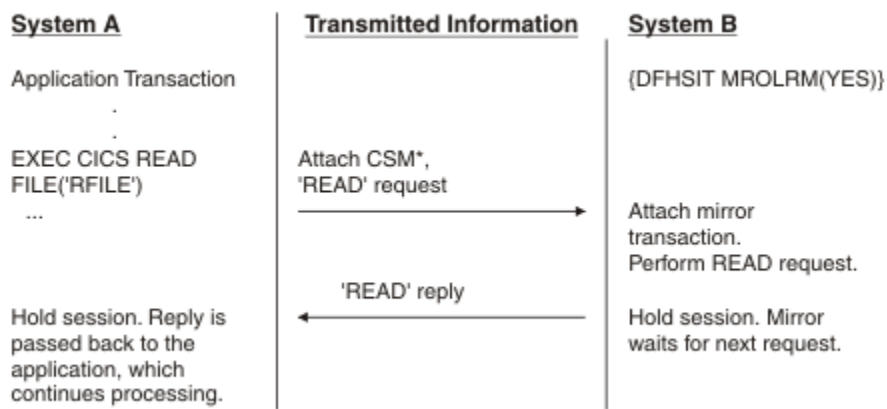 System A
Transmitted Information
System B
Application Transaction
{DFHSIT MROLRM(YES)}
.
.
EXEC CICS READ
FILE('RFILE')
...
Attach CSM*,
'READ' request
Attach mirror
transaction.
Perform READ request.
'READ' reply
Hold session. Reply is
passed back to the
application, which
continues processing.
Hold session. Mirror
waits for next request.